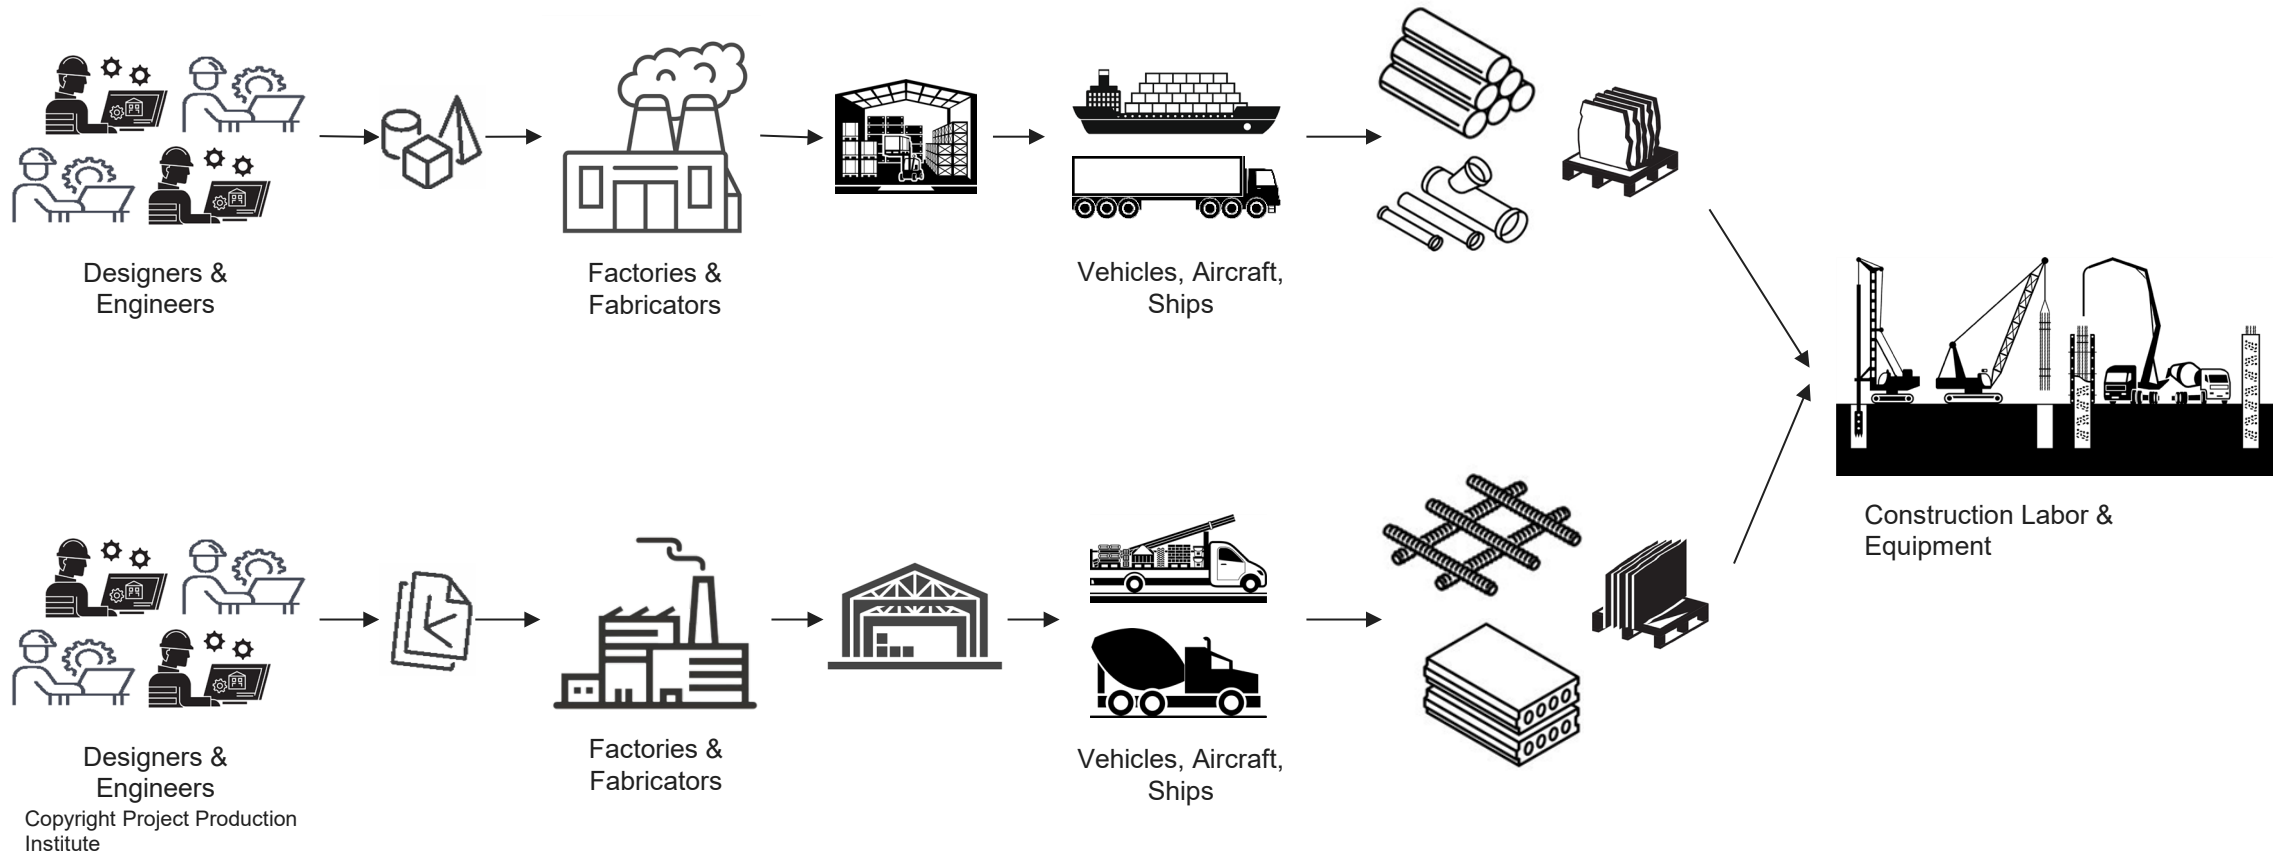 Designers &
Engineers
Factories &
Fabricators
Vehicles, Aircraft,
Ships
Construction Labor &
Equipment
Designers &
Engineers
Factories &
Fabricators
Vehicles, Aircraft,
Ships
Copyright Project Production
Institute